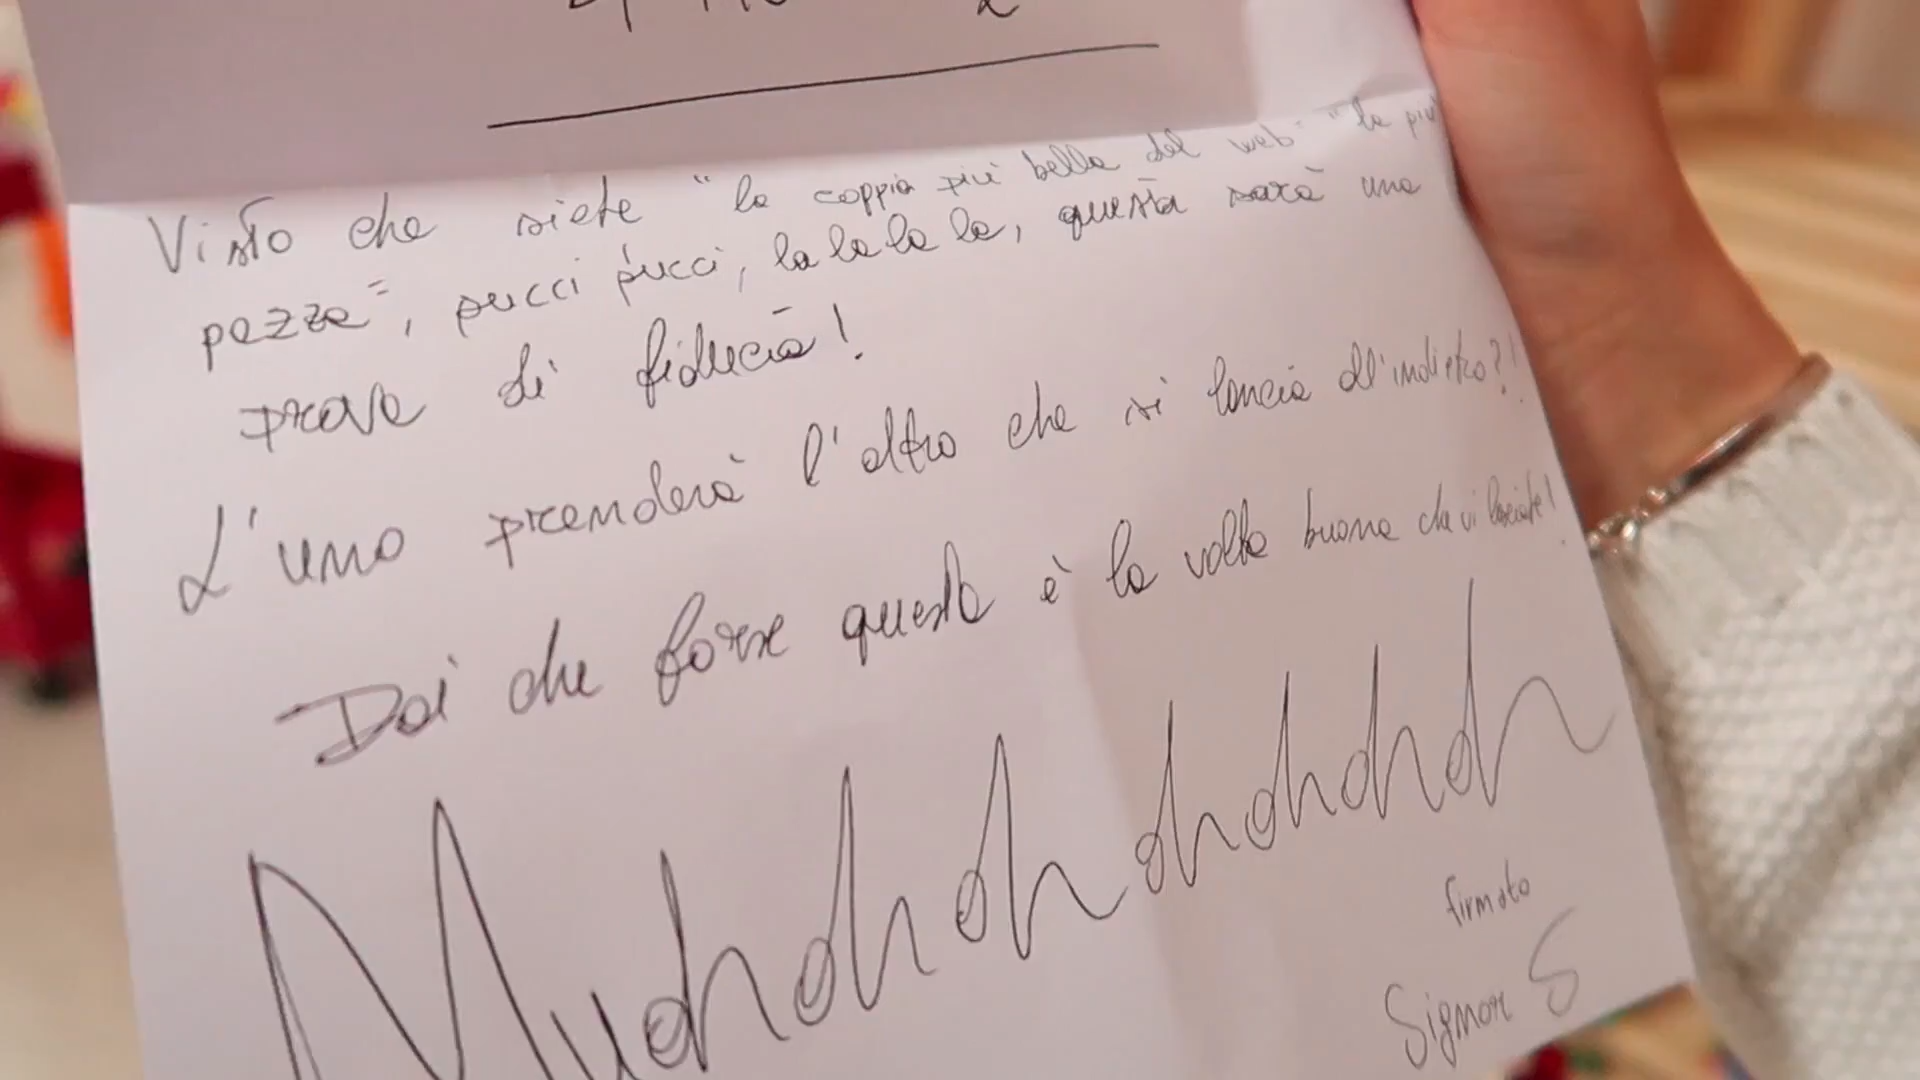 Visto che siete "la coppia più bella del web" "la più
pazza", pucci pucci, la la la la, questa sarà una
prova di fiducia!
L'uno prenderà l'altro che si lancia all'indietro?!
Dai che forse questa è la volta buona che vi lasciate!
Muahahahahahahah
firmato
Signor S